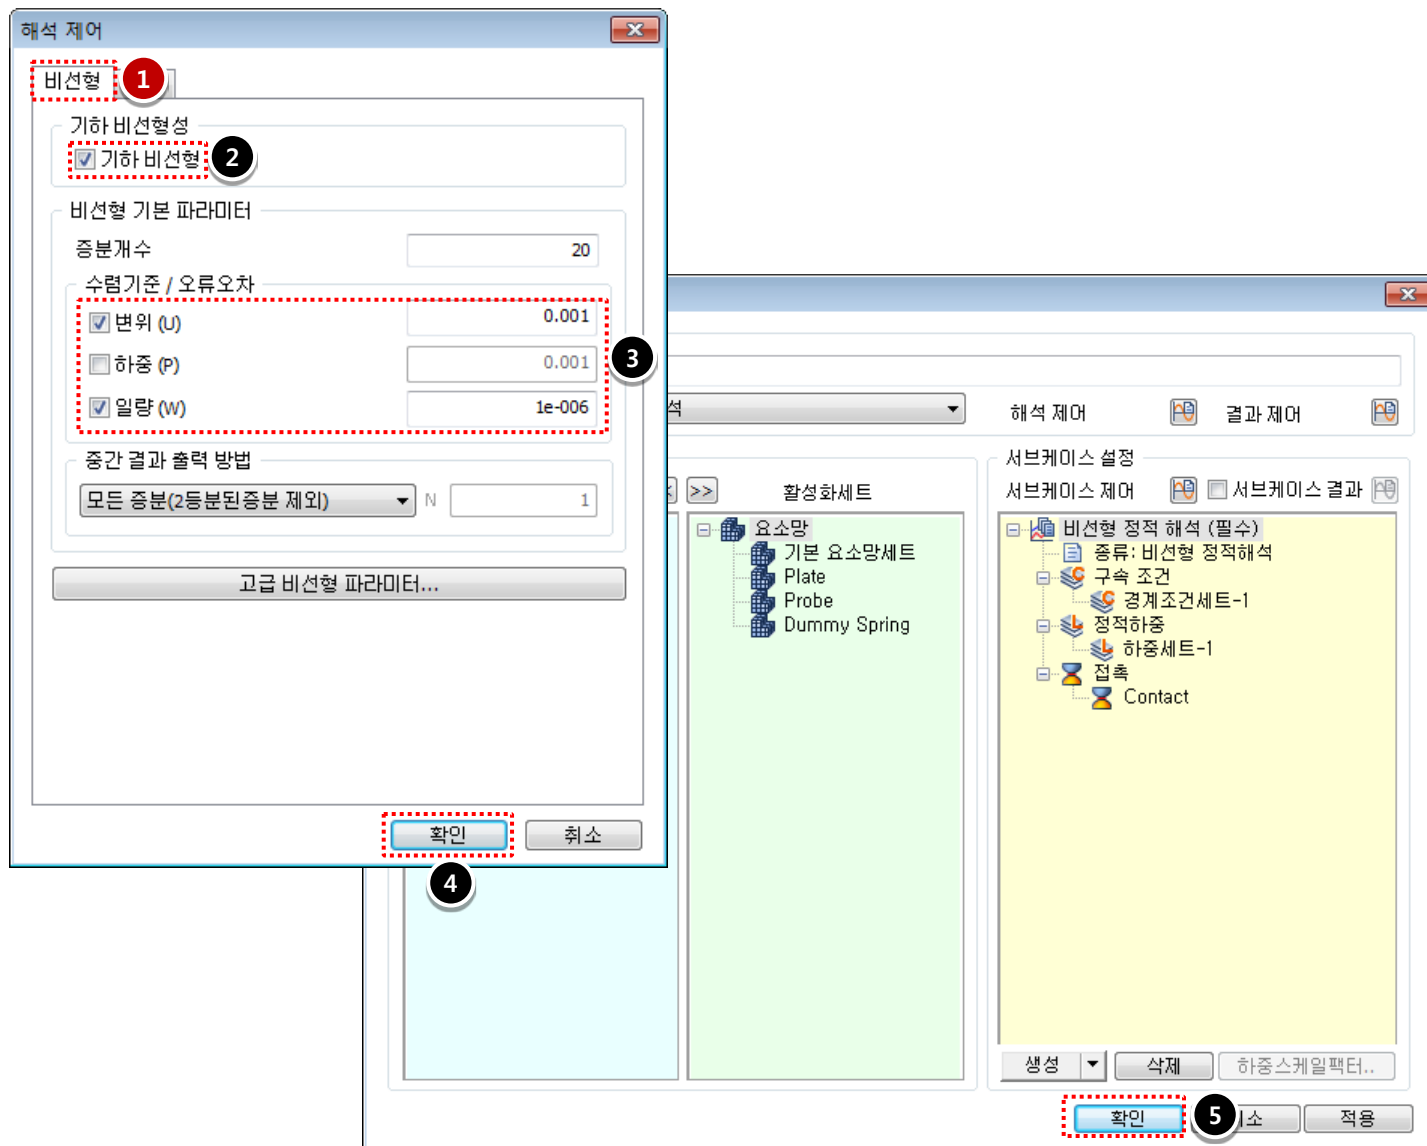 해석 제어
비선형 1
기하 비선형성
기하 비선형 2
비선형 기본 파라미터
증분개수 20
수렴기준 / 오류오차
변위 (U) 0.001
하중 (P) 0.001
일량 (W) 1e-006
3
중간 결과 출력 방법
모든 증분(2등분된증분 제외) N 1
고급 비선형 파라미터...
확인 취소
4
석 해석 제어 결과 제어
>> 활성화세트
요소망
기본 요소망세트
Plate
Probe
Dummy Spring
서브케이스 설정
서브케이스 제어 서브케이스 결과
비선형 정적 해석 (필수)
종류: 비선형 정적해석
구속 조건
경계조건세트-1
정적하중
하중세트-1
접촉
Contact
생성 삭제 하중스케일팩터..
확인 5 소 적용